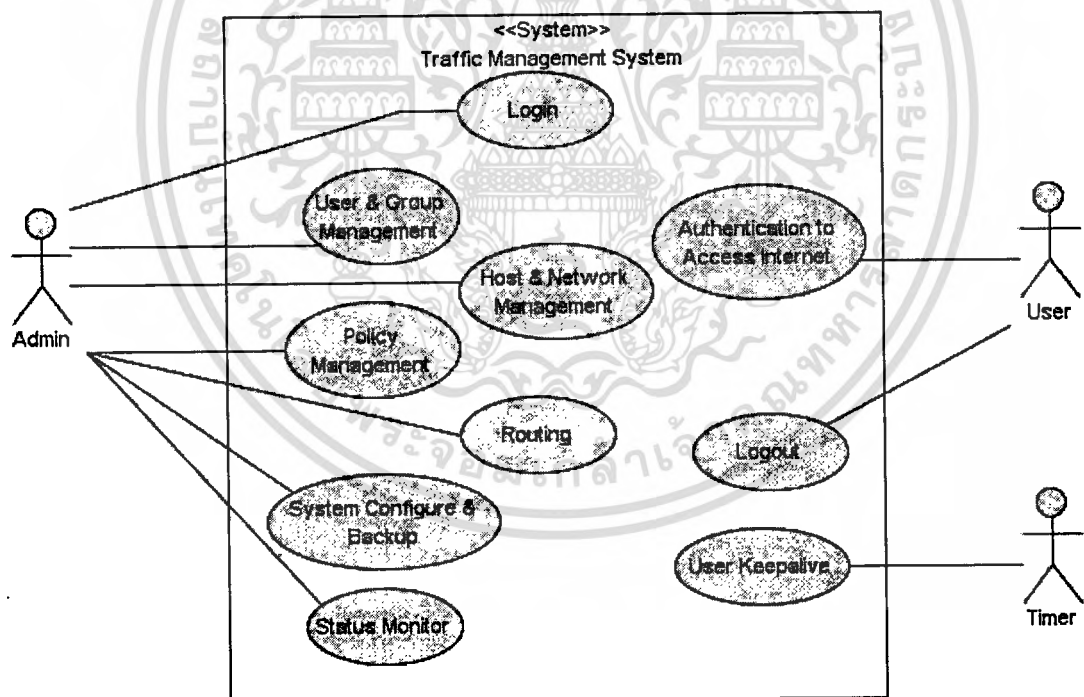 <<System>>
Traffic Management System
Login
User & Group
Management
Authentication to
Access Internet
Host & Network
Management
Admin
User
Policy
Management
Routing
Logout
System Configure &
Backup
User Keepalive
Status Monitor
Timer